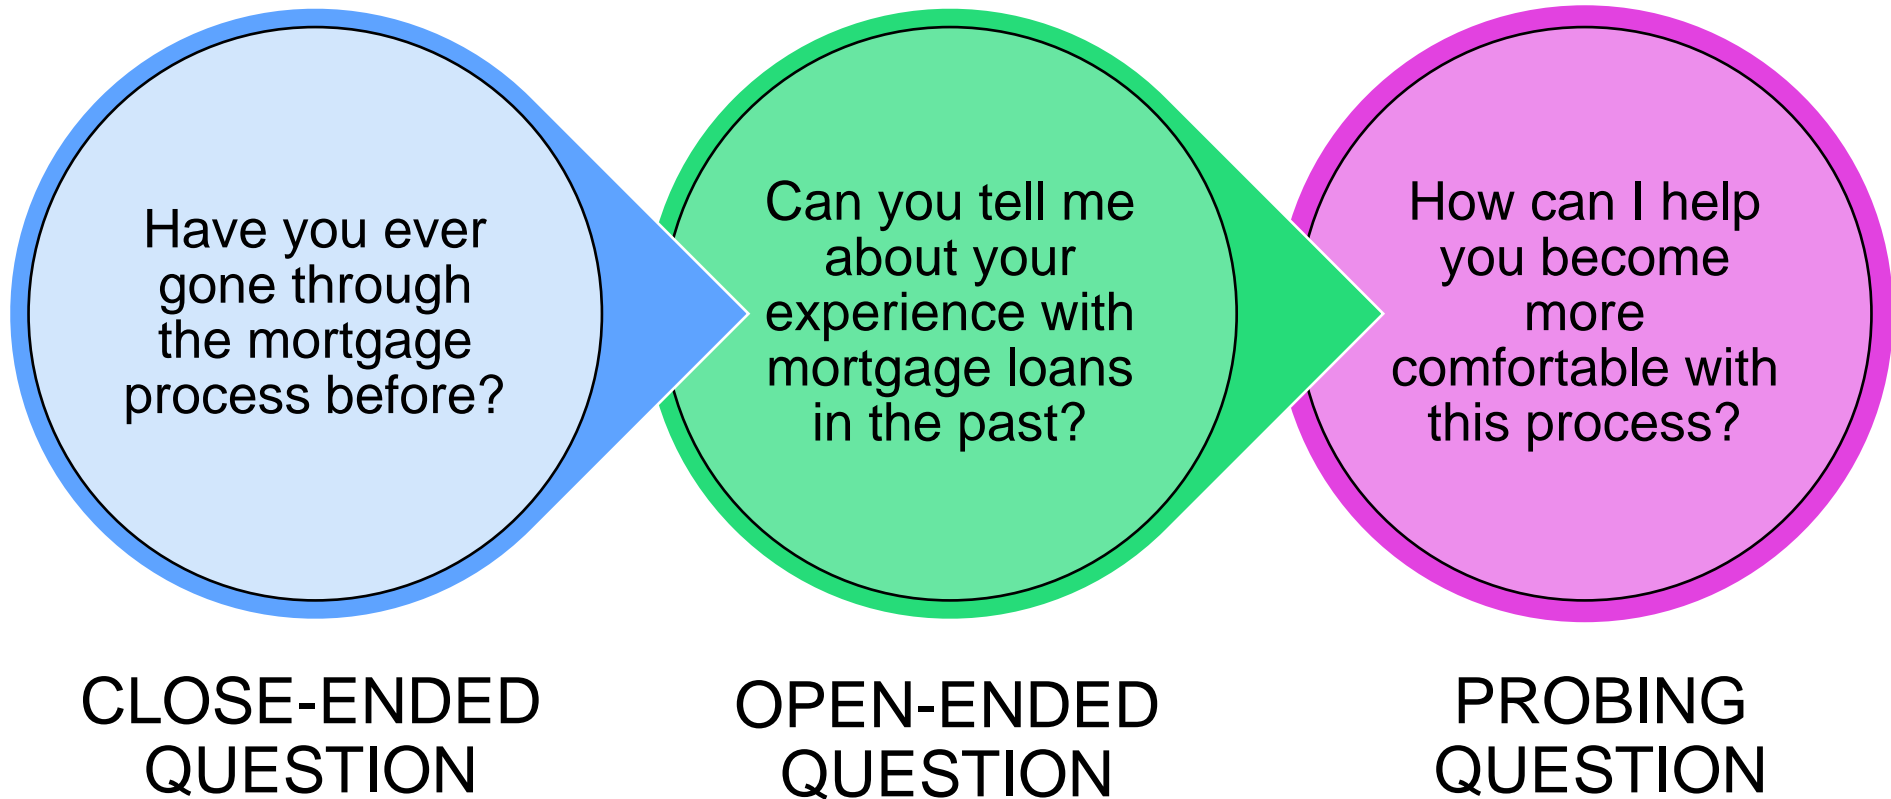 Have you ever
gone through
the mortgage
process before?
Can you tell me
about your
experience with
mortgage loans
in the past?
How can I help
you become
more
comfortable with
this process?
CLOSE-ENDED
QUESTION
OPEN-ENDED
QUESTION
PROBING
QUESTION